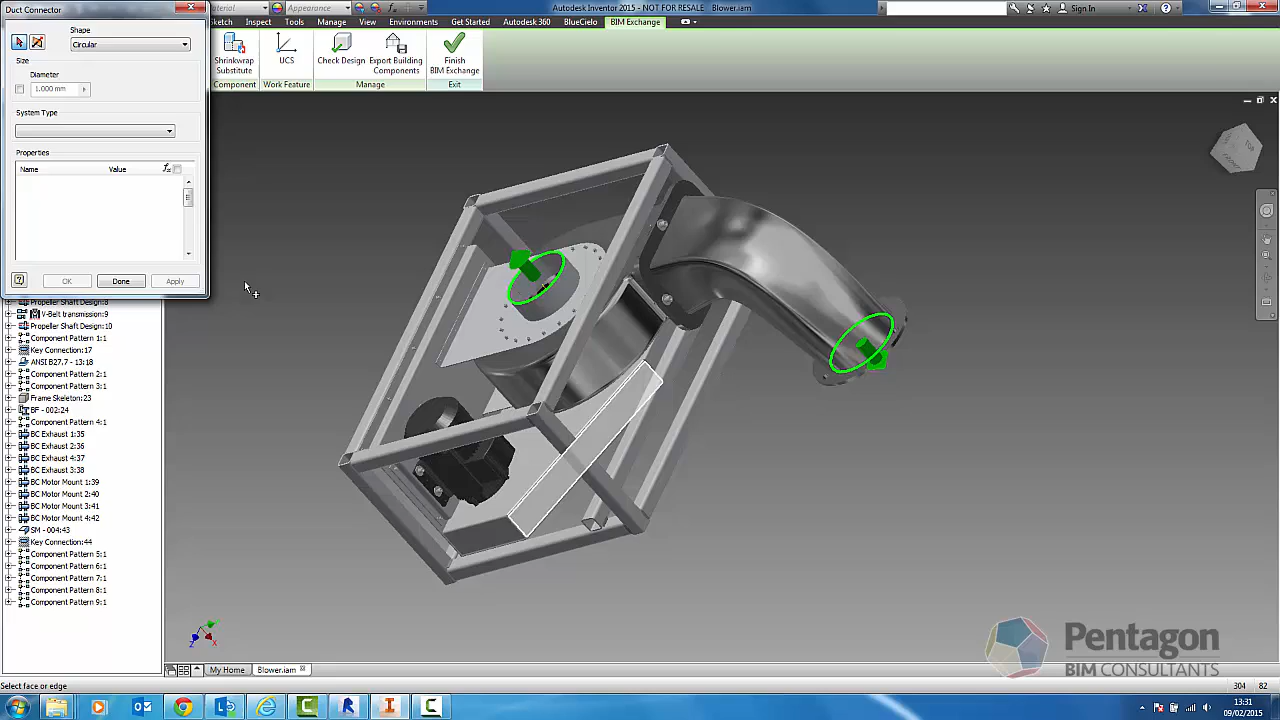 Duct Connector
Shape
Circular
Size
Diameter
1.000 mm
System Type
Properties
Name Value
OK Done Apply
Material Appearance
Autodesk Inventor 2015 - NOT FOR RESALE Blower.iam
Sign In
Sketch Inspect Tools Manage View Environments Get Started Autodesk 360 BlueCielo BIM Exchange
Shrinkwrap Substitute
UCS
Check Design
Export Building Components
Finish BIM Exchange
Component Work Feature Manage Exit
FRONT
Propeller Shaft Design:8
V-Belt transmission:9
Propeller Shaft Design:10
Component Pattern 1:1
Key Connection:17
ANSI B27.7 - 13:18
Component Pattern 2:1
Component Pattern 3:1
Frame Skeleton:23
BF - 002:24
Component Pattern 4:1
BC Exhaust 1:35
BC Exhaust 2:36
BC Exhaust 4:37
BC Exhaust 3:38
BC Motor Mount 1:39
BC Motor Mount 2:40
BC Motor Mount 3:41
BC Motor Mount 4:42
SM - 004:43
Key Connection:44
Component Pattern 5:1
Component Pattern 6:1
Component Pattern 7:1
Component Pattern 8:1
Component Pattern 9:1
Z X
Pentagon
BIM CONSULTANTS
My Home Blower.iam
Select face or edge
304 82
13:31
09/02/2015